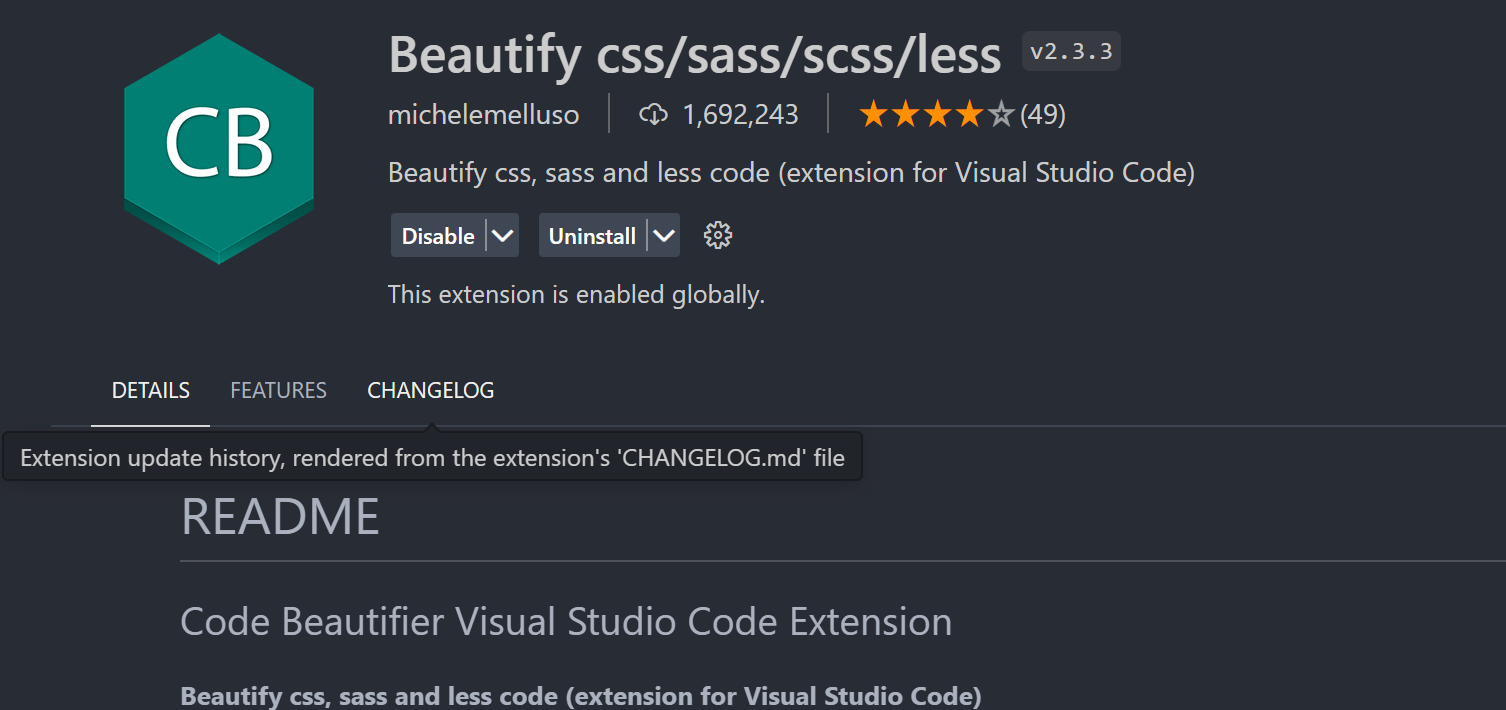 CB
Beautify css/sass/scss/less v2.3.3
michelemelluso 1,692,243 (49)
Beautify css, sass and less code (extension for Visual Studio Code)
Disable Uninstall
This extension is enabled globally.
DETAILS FEATURES CHANGELOG
Extension update history, rendered from the extension's 'CHANGELOG.md' file
README
Code Beautifier Visual Studio Code Extension
Beautify css, sass and less code (extension for Visual Studio Code)